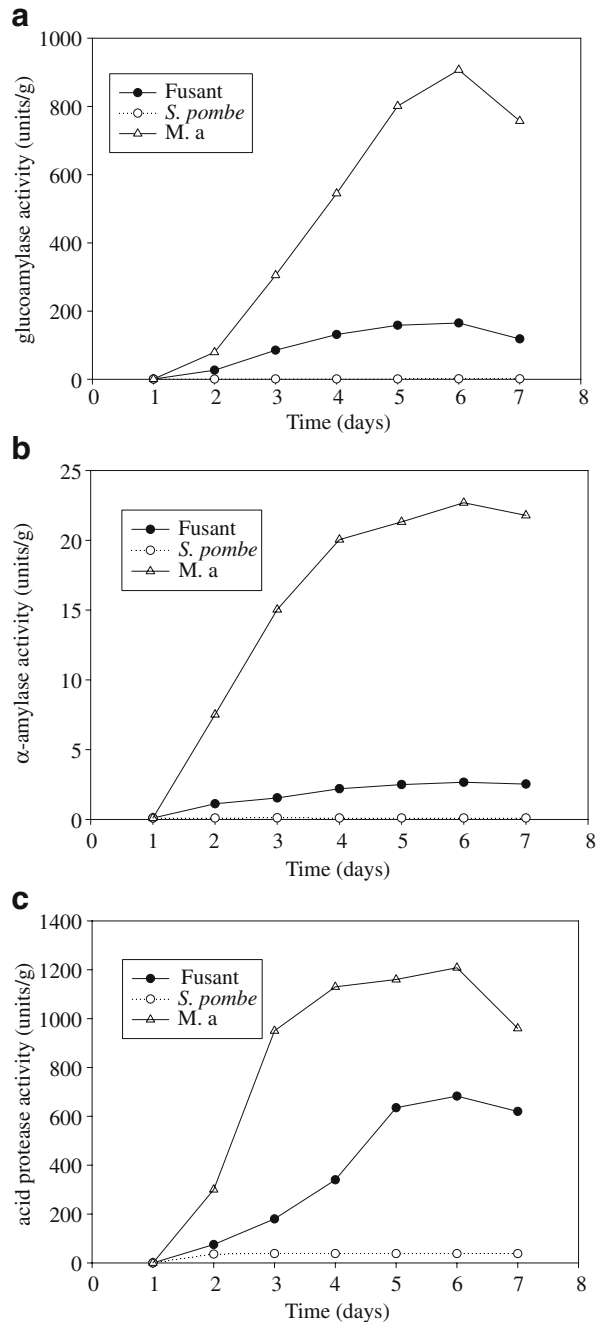 a
1000
800
600
400
200
0
glucoamylase activity (units/g)
Fusant
S. pombe
M. a
0 1 2 3 4 5 6 7 8
Time (days)
b
25
20
15
10
5
0
α-amylase activity (units/g)
Fusant
S. pombe
M. a
0 1 2 3 4 5 6 7 8
Time (days)
c
1400
1200
1000
800
600
400
200
0
acid protease activity (units/g)
Fusant
S. pombe
M. a
0 1 2 3 4 5 6 7 8
Time (days)